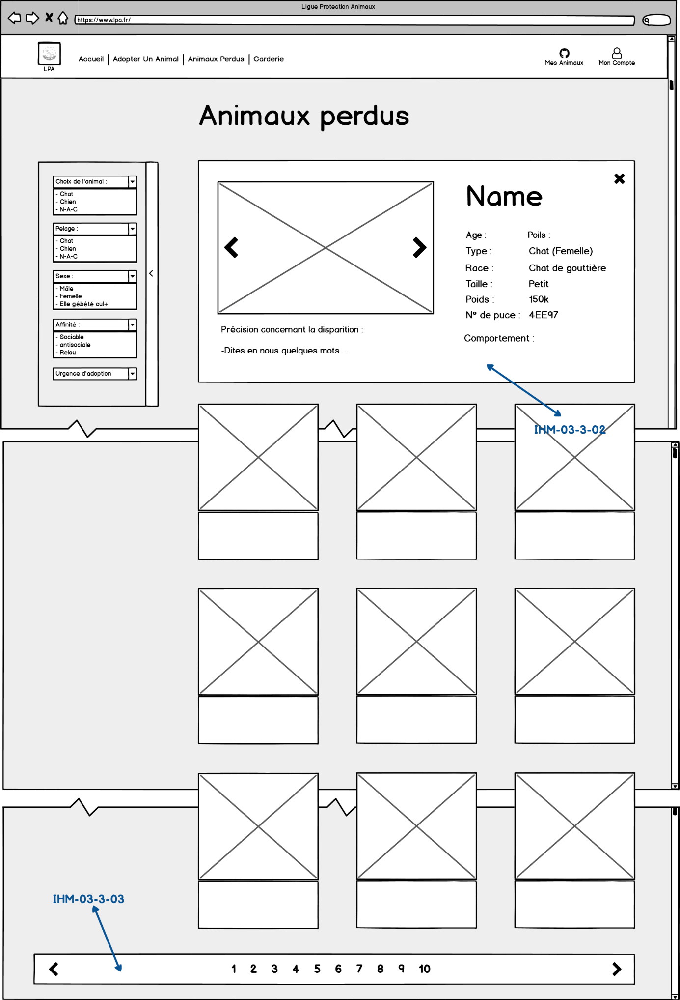 Ligue Protection Animaux
https://www.lpa.fr/
LPA
Accueil | Adopter Un Animal | Animaux Perdus | Garderie
Mes Animaux
Mon Compte
Animaux perdus
Choix de l'animal :
- Chat
- Chien
- N-A-C
Pelage :
- Chat
- Chien
- N-A-C
Sexe :
- Mâle
- Femelle
- Elle gébété cul+
Affinité :
- Sociable
- antisociale
- Relou
Urgence d'adoption
Name
Age :
Poils :
Type : Chat (Femelle)
Race : Chat de gouttière
Taille : Petit
Poids : 150k
N° de puce : 4EE97
Comportement :
Précision concernant la disparition :
-Dites en nous quelques mots ...
IHM-03-3-02
IHM-03-3-03
1 2 3 4 5 6 7 8 9 10